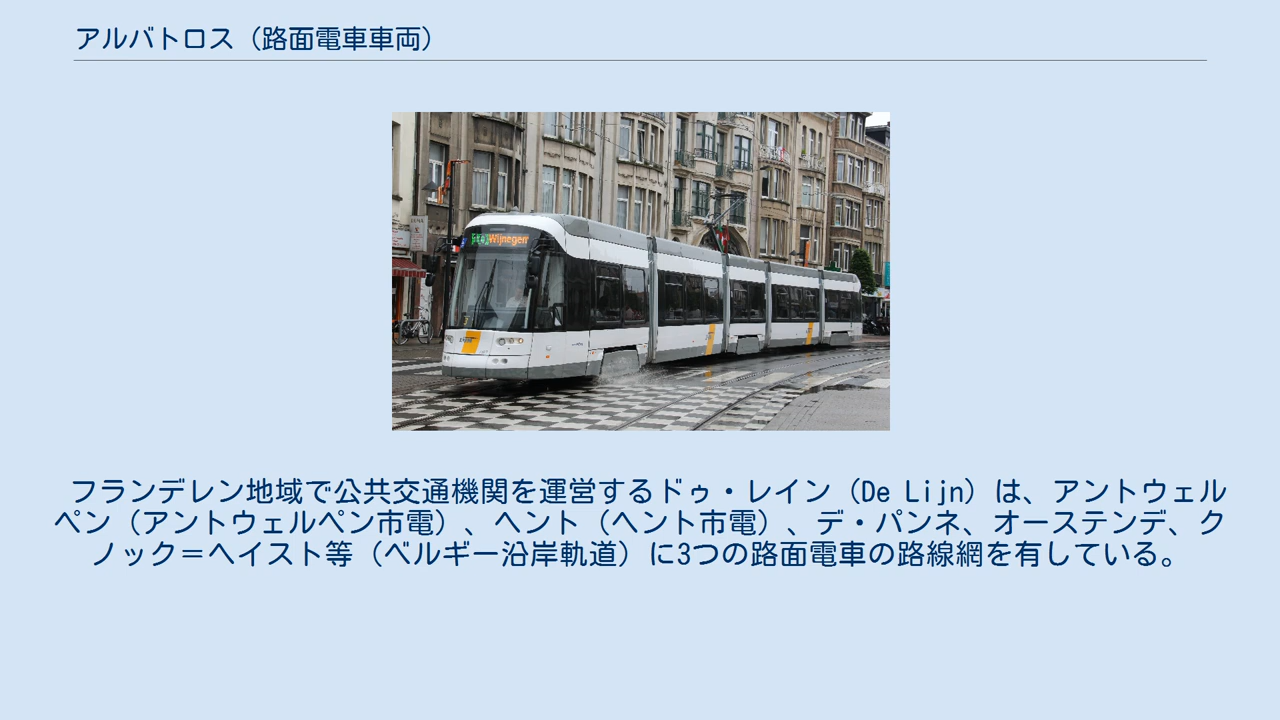 アルバトロス（路面電車車両）
Wijnegem
フランデレン地域で公共交通機関を運営するドゥ・レイン（De Lijn）は、アントウェル
ペン（アントウェルペン市電）、ヘント（ヘント市電）、デ・パンネ、オーステンデ、ク
ノック＝ヘイスト等（ベルギー沿岸軌道）に3つの路面電車の路線網を有している。